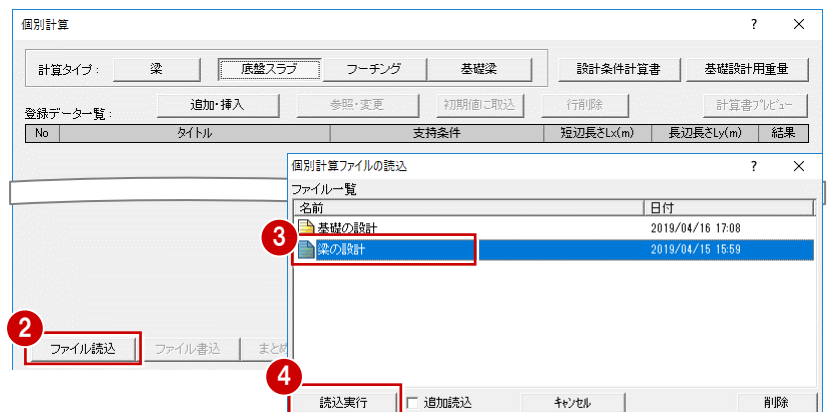 個別計算 ? ×
計算タイプ： 梁 底盤スラブ フーチング 基礎梁 設計条件計算書 基礎設計用重量
登録データ一覧： 追加･挿入 参照･変更 初期値に取込 行削除 計算書ﾌﾟﾚﾋﾞｭｰ
No タイトル 支持条件 短辺長さLx(m) 長辺長さLy(m) 結果
個別計算ファイルの読込 ? ×
ファイル一覧
名前 日付
基礎の設計 2019/04/16 17:08
3 梁の設計 2019/04/15 15:59
2
ファイル読込 ファイル書込 まとめ
4
読込実行 追加読込 ｷｬﾝｾﾙ 削除